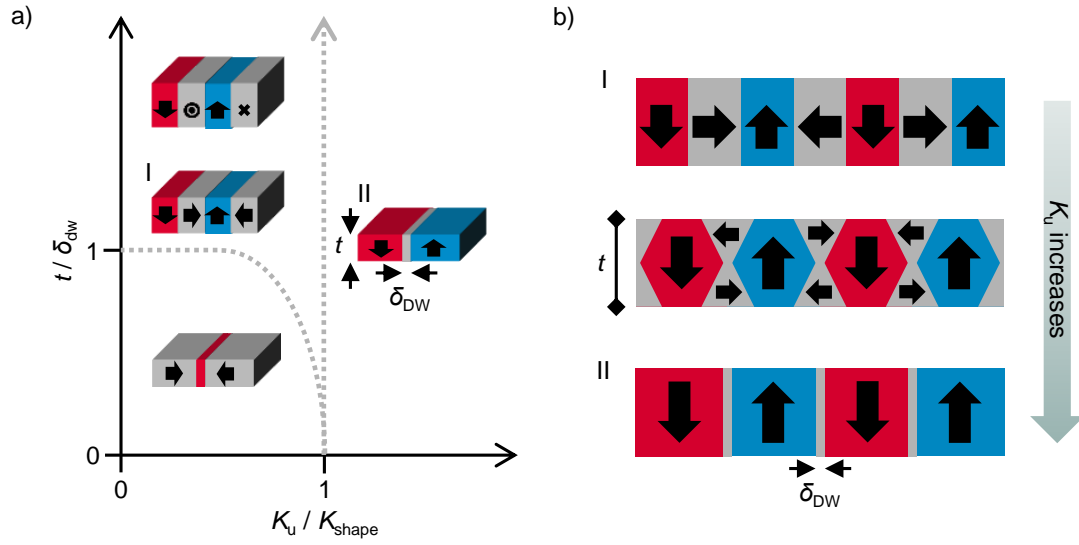 a)
b)
I
I
II
t
δDW
t / δdw
1
0
0
1
Ku / Kshape
t
II
δDW
Ku increases